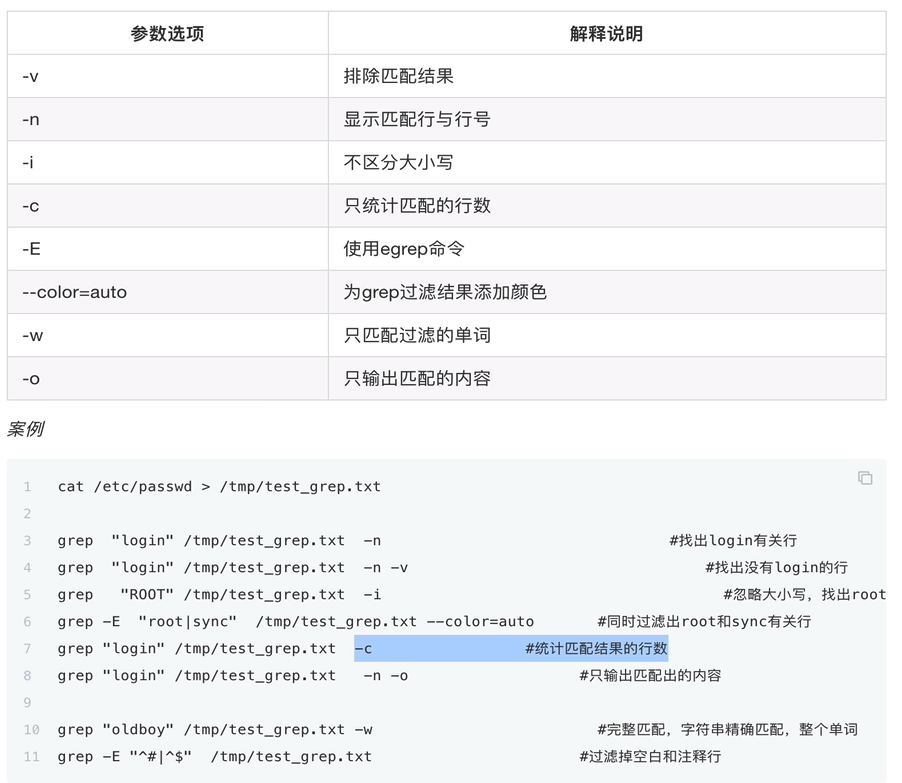 参数选项 解释说明
-v 排除匹配结果
-n 显示匹配行与行号
-i 不区分大小写
-c 只统计匹配的行数
-E 使用egrep命令
--color=auto 为grep过滤结果添加颜色
-w 只匹配过滤的单词
-o 只输出匹配的内容
案例
1 cat /etc/passwd > /tmp/test_grep.txt
2
3 grep  "login" /tmp/test_grep.txt  -n #找出login有关行
4 grep  "login" /tmp/test_grep.txt  -n -v #找出没有login的行
5 grep   "ROOT" /tmp/test_grep.txt  -i #忽略大小写，找出root
6 grep -E  "root|sync"  /tmp/test_grep.txt --color=auto #同时过滤出root和sync有关行
7 grep "login" /tmp/test_grep.txt  -c #统计匹配结果的行数
8 grep "login" /tmp/test_grep.txt   -n -o #只输出匹配出的内容
9
10 grep "oldboy" /tmp/test_grep.txt -w #完整匹配，字符串精确匹配，整个单词
11 grep -E "^#|^$"  /tmp/test_grep.txt #过滤掉空白和注释行